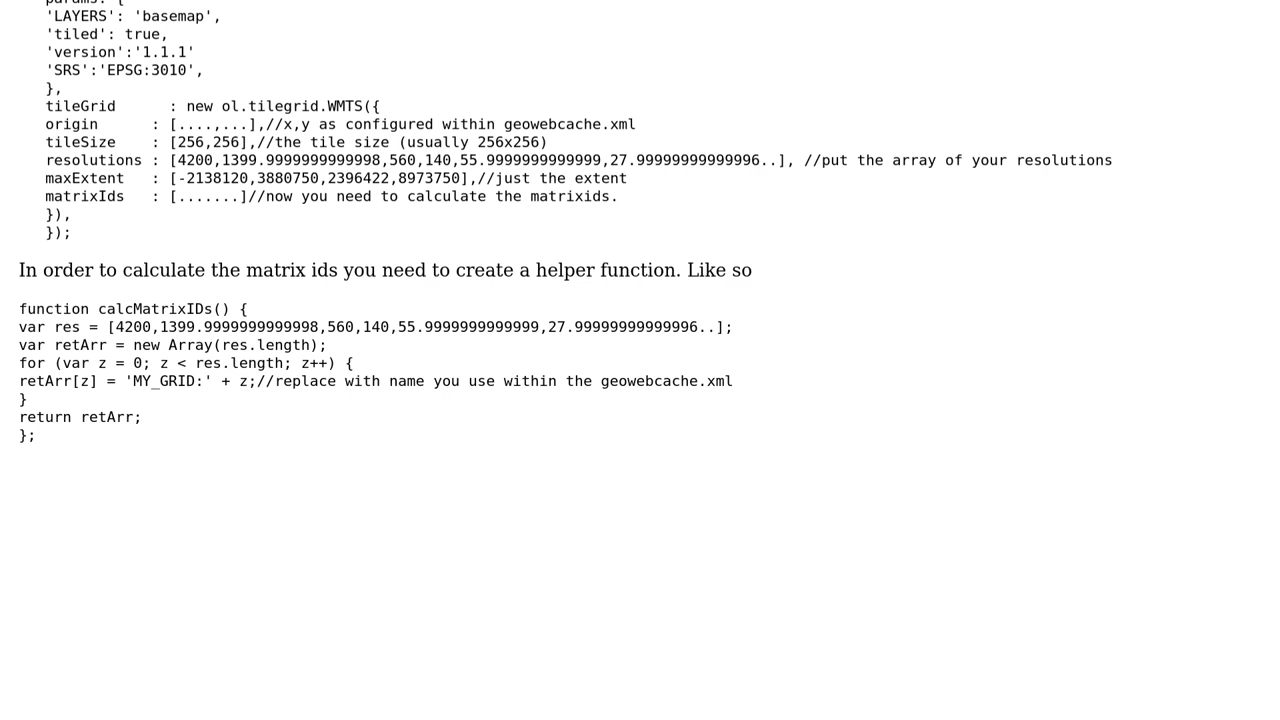 params: {
'LAYERS': 'basemap',
'tiled': true,
'version':'1.1.1'
'SRS':'EPSG:3010',
},
tileGrid      : new ol.tilegrid.WMTS({
origin      : [....,...],//x,y as configured within geowebcache.xml
tileSize    : [256,256],//the tile size (usually 256x256)
resolutions : [4200,1399.9999999999998,560,140,55.9999999999999,27.99999999999996..], //put the array of your resolutions
maxExtent   : [-2138120,3880750,2396422,8973750],//just the extent
matrixIds   : [.......]//now you need to calculate the matrixids.
}),
});
In order to calculate the matrix ids you need to create a helper function. Like so
function calcMatrixIDs() {
var res = [4200,1399.9999999999998,560,140,55.9999999999999,27.99999999999996..];
var retArr = new Array(res.length);
for (var z = 0; z < res.length; z++) {
retArr[z] = 'MY_GRID:' + z;//replace with name you use within the geowebcache.xml
}
return retArr;
};